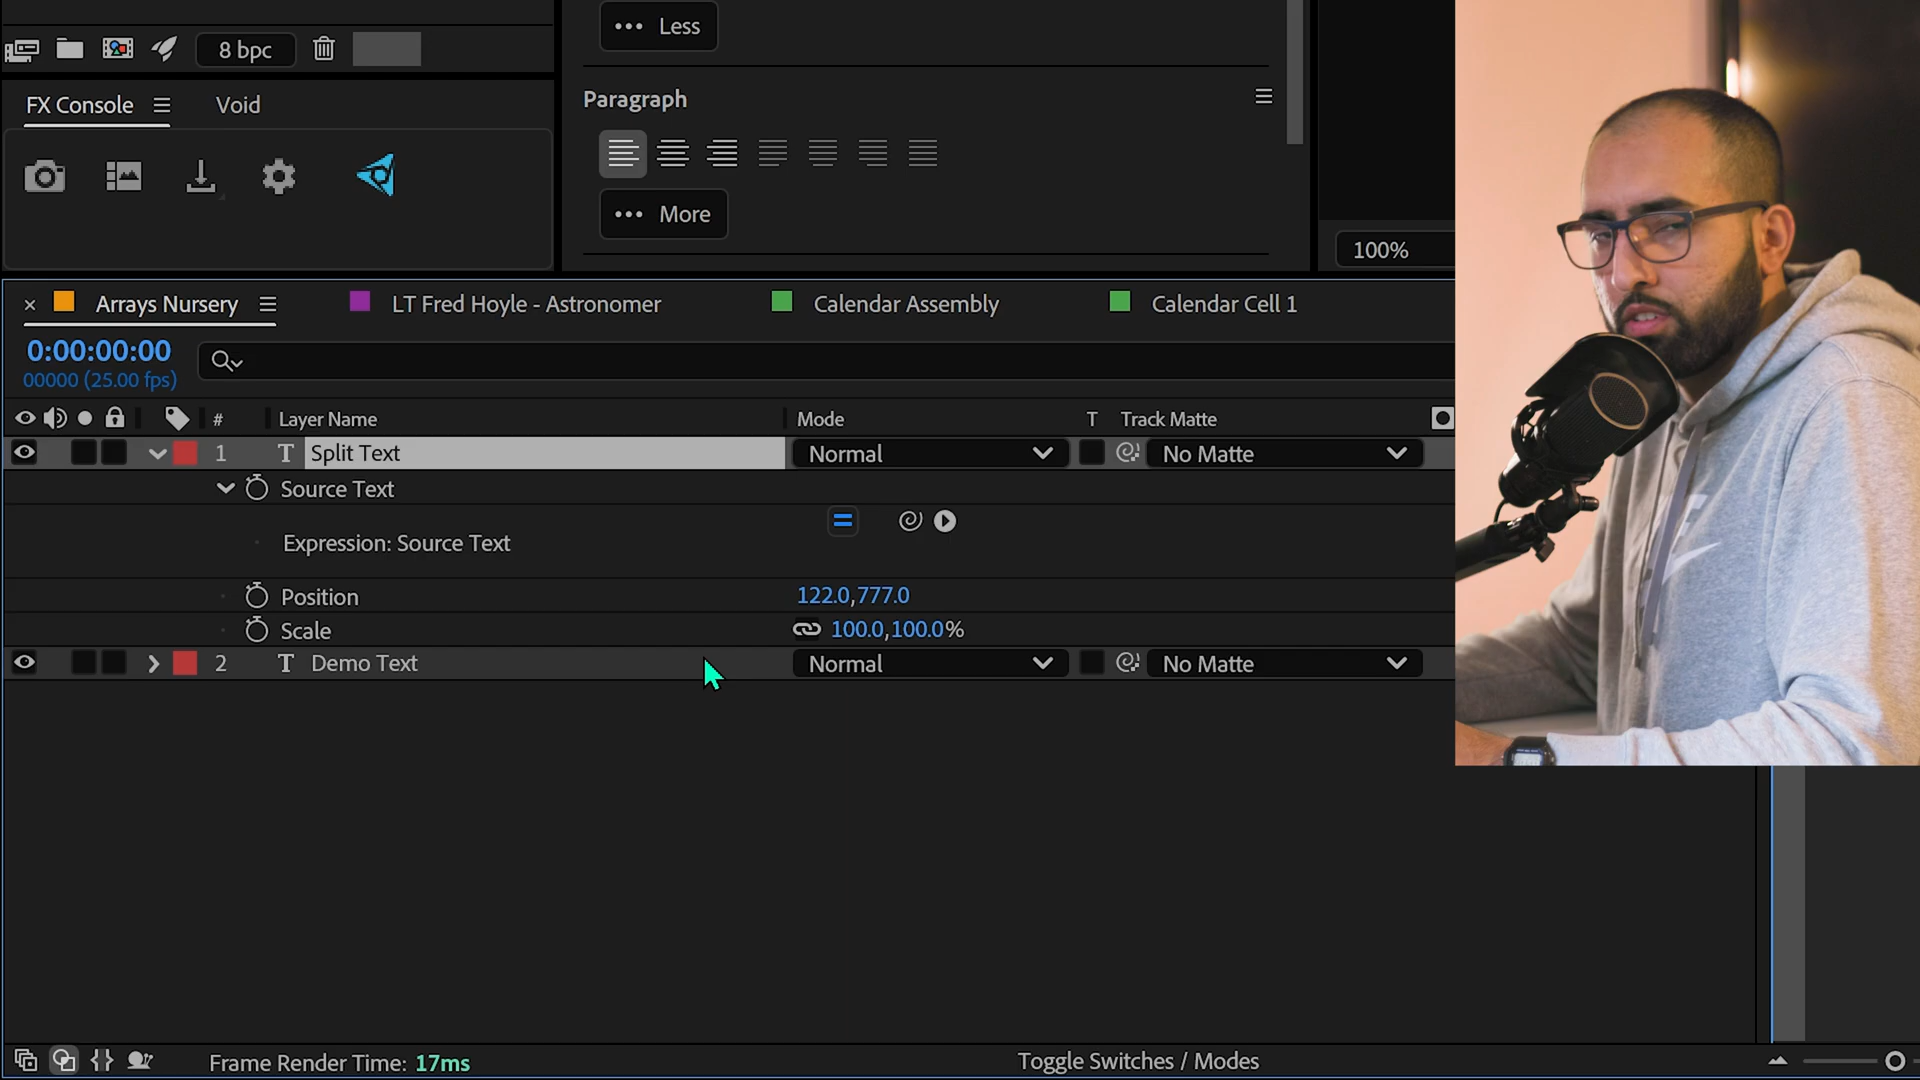 Less
8 bpc
Paragraph
FX Console
Void
More
100%
Arrays Nursery
LT Fred Hoyle - Astronomer
Calendar Assembly
Calendar Cell 1
0:00:00:00
00000 (25.00 fps)
# Layer Name Mode T Track Matte
1 T Split Text Normal No Matte
Source Text
Expression: Source Text
Position 122.0,777.0
Scale 100.0,100.0%
2 T Demo Text Normal No Matte
Frame Render Time: 17ms
Toggle Switches / Modes